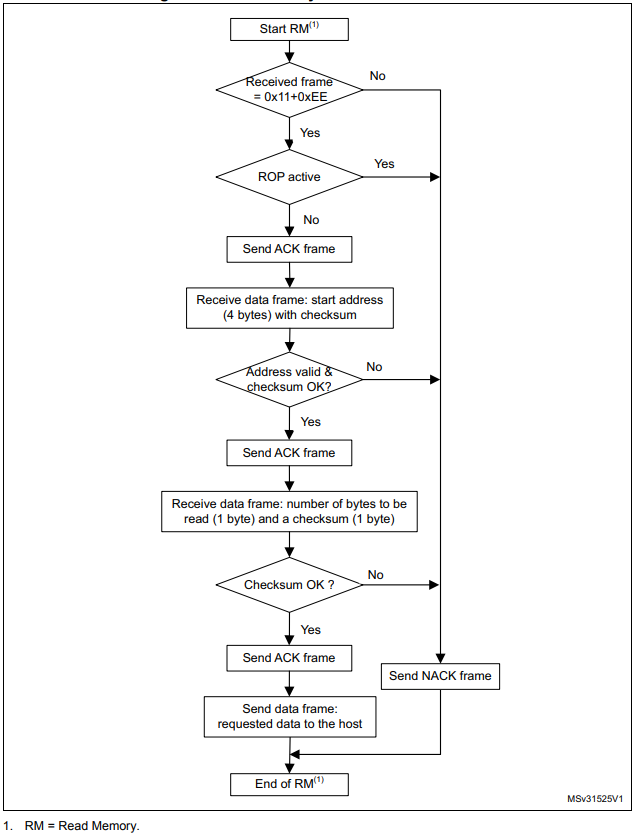 Start RM(1)
No
Received frame
= 0x11+0xEE
Yes
Yes
ROP active
No
Send ACK frame
Receive data frame: start address
(4 bytes) with checksum
No
Address valid &
checksum OK?
Yes
Send ACK frame
Receive data frame: number of bytes to be
read (1 byte) and a checksum (1 byte)
No
Checksum OK ?
Yes
Send ACK frame
Send NACK frame
Send data frame:
requested data to the host
End of RM(1)
MSv31525V1
1. RM = Read Memory.